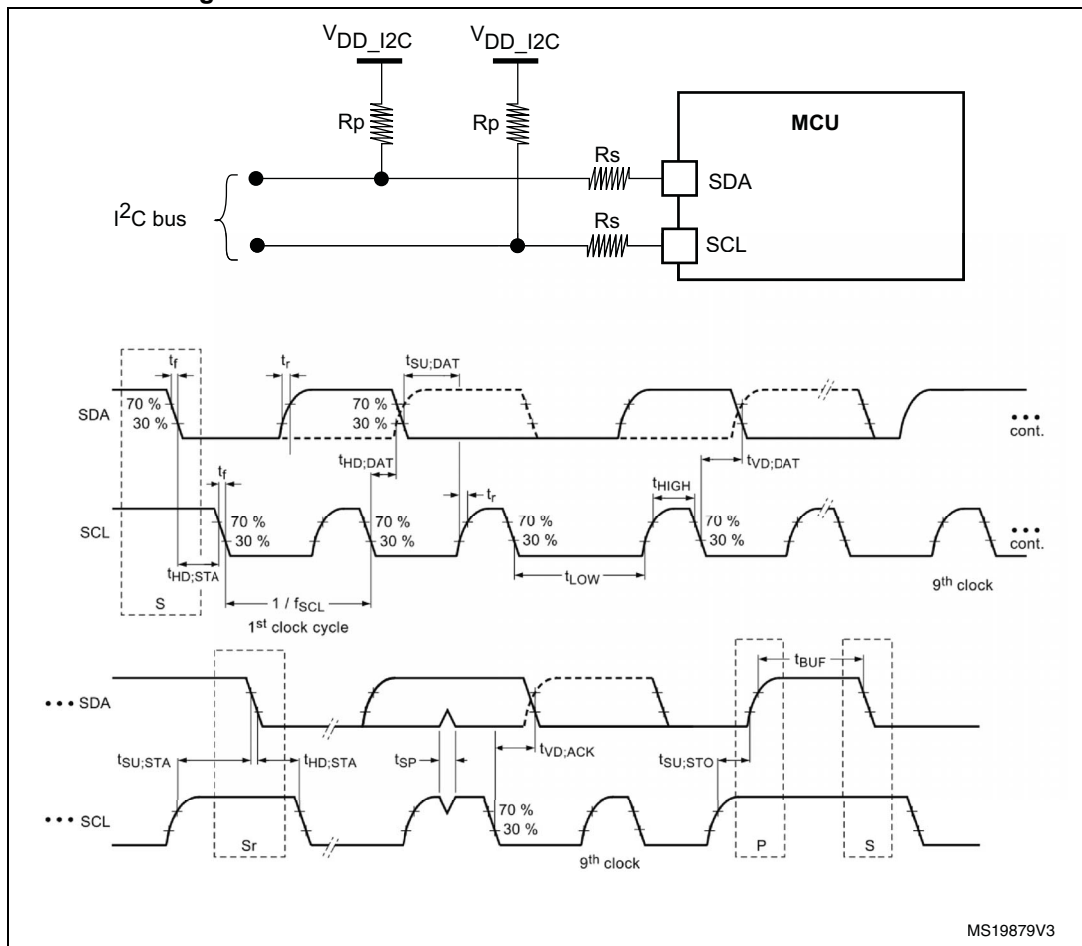 VDD_I2C VDD_I2C
Rp Rp
MCU
Rs
SDA
I2C bus
Rs
SCL
tf tr tSU;DAT
SDA 70 % 70 %
30 % 30 %
cont.
tHD;DAT tVD;DAT
tf tr tHIGH
SCL 70 % 70 % 70 % 70 %
30 % 30 % 30 % 30 %
cont.
tHD;STA tLOW 9th clock
S 1 / fSCL
1st clock cycle
tBUF
••• SDA
tSU;STA tHD;STA tSP tVD;ACK tSU;STO
70 %
••• SCL 30 %
Sr 9th clock P S
MS19879V3